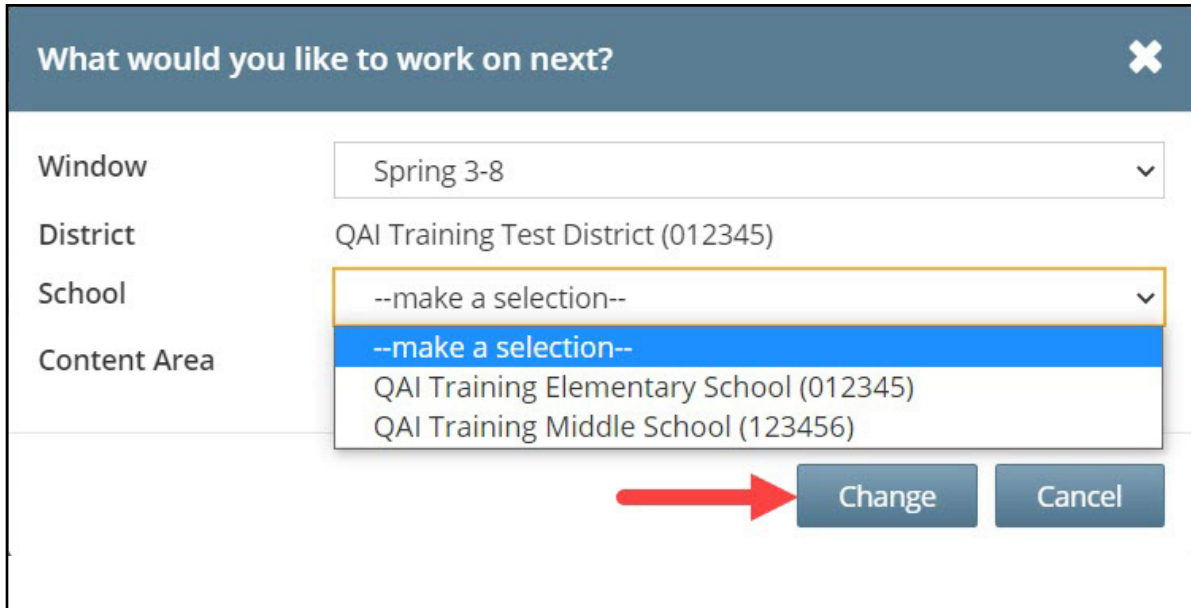 What would you like to work on next?
Window
Spring 3-8
District
QAI Training Test District (012345)
School
--make a selection--
--make a selection--
Content Area
QAI Training Elementary School (012345)
QAI Training Middle School (123456)
Change
Cancel